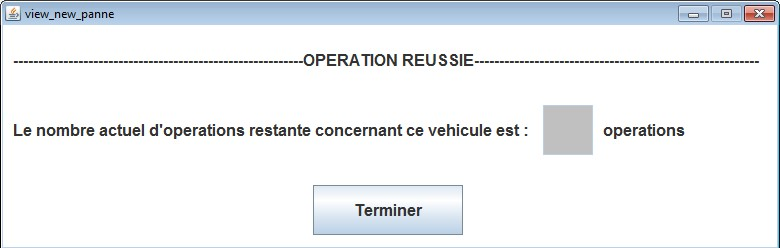 view_new_panne
------------------------------------------------------------OPERATION REUSSIE------------------------------------------------------------
Le nombre actuel d'operations restante concernant ce vehicule est : operations
Terminer